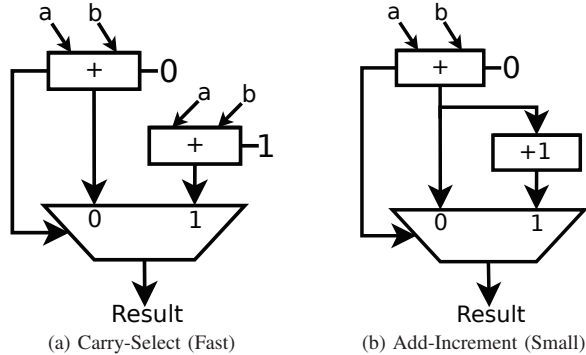 a b
+ 0
a b
+ 1
0 1
Result
(a) Carry-Select (Fast)
a b
+ 0
+1
0 1
Result
(b) Add-Increment (Small)